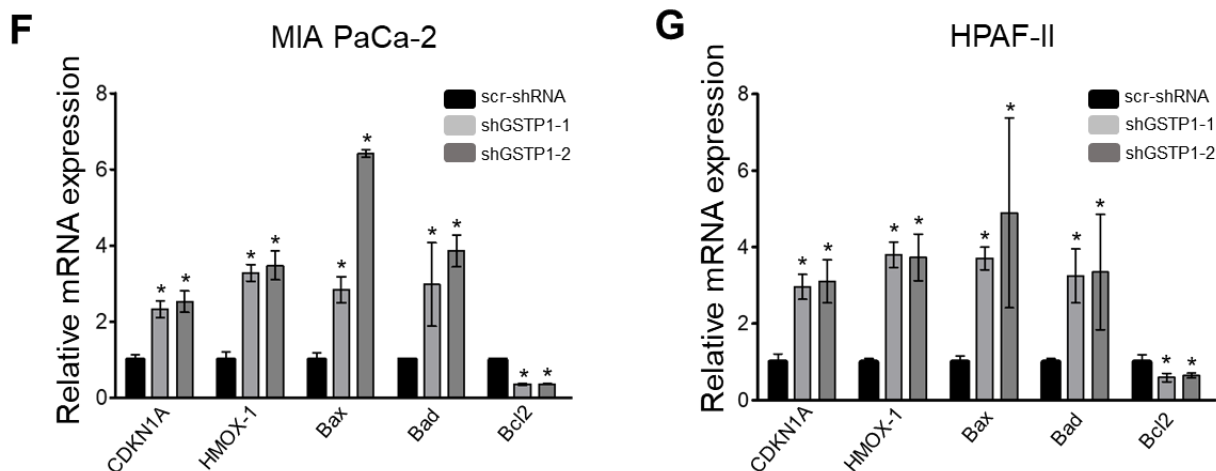 F
MIA PaCa-2
Relative mRNA expression
8
6
4
2
0
scr-shRNA
shGSTP1-1
shGSTP1-2
* * * * * * * * * *
CDKN1A
HMOX-1
Bax
Bad
Bcl2
G
HPAF-II
Relative mRNA expression
8
6
4
2
0
scr-shRNA
shGSTP1-1
shGSTP1-2
* * * * * * * * * *
CDKN1A
HMOX-1
Bax
Bad
Bcl2